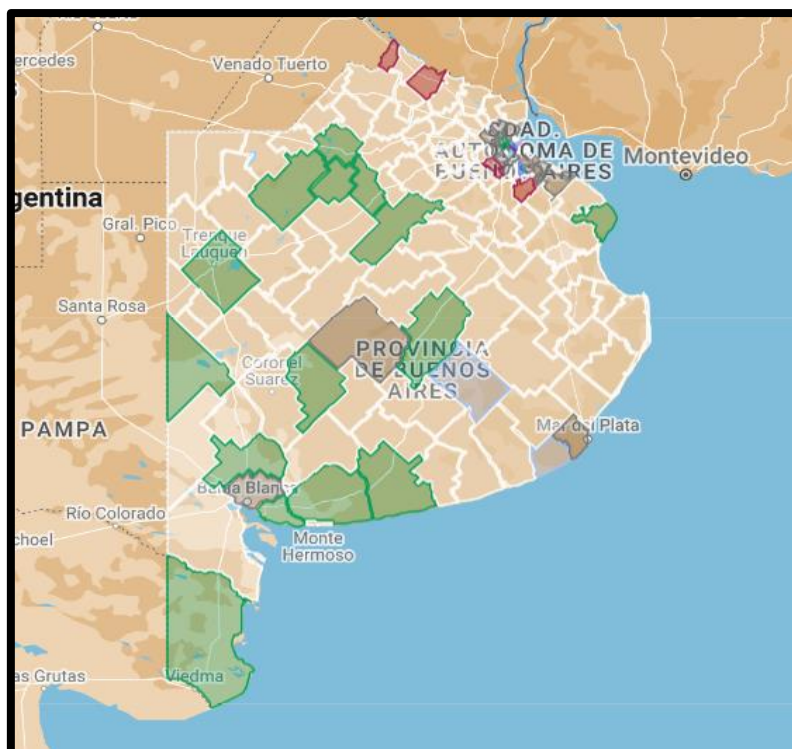 ercedes
Venado Tuerto
CDAD.
AUTÓNOMA DE
BUENOS AIRES
Montevideo
gentina
Gral. Pico
Trenque
Lauquen
Santa Rosa
Coronel
Suarez
PROVINCIA
DE BUENOS
AIRES
PAMPA
Mar del Plata
Bahía Blanca
Río Colorado
choel
Monte
Hermoso
as Grutas
Viedma